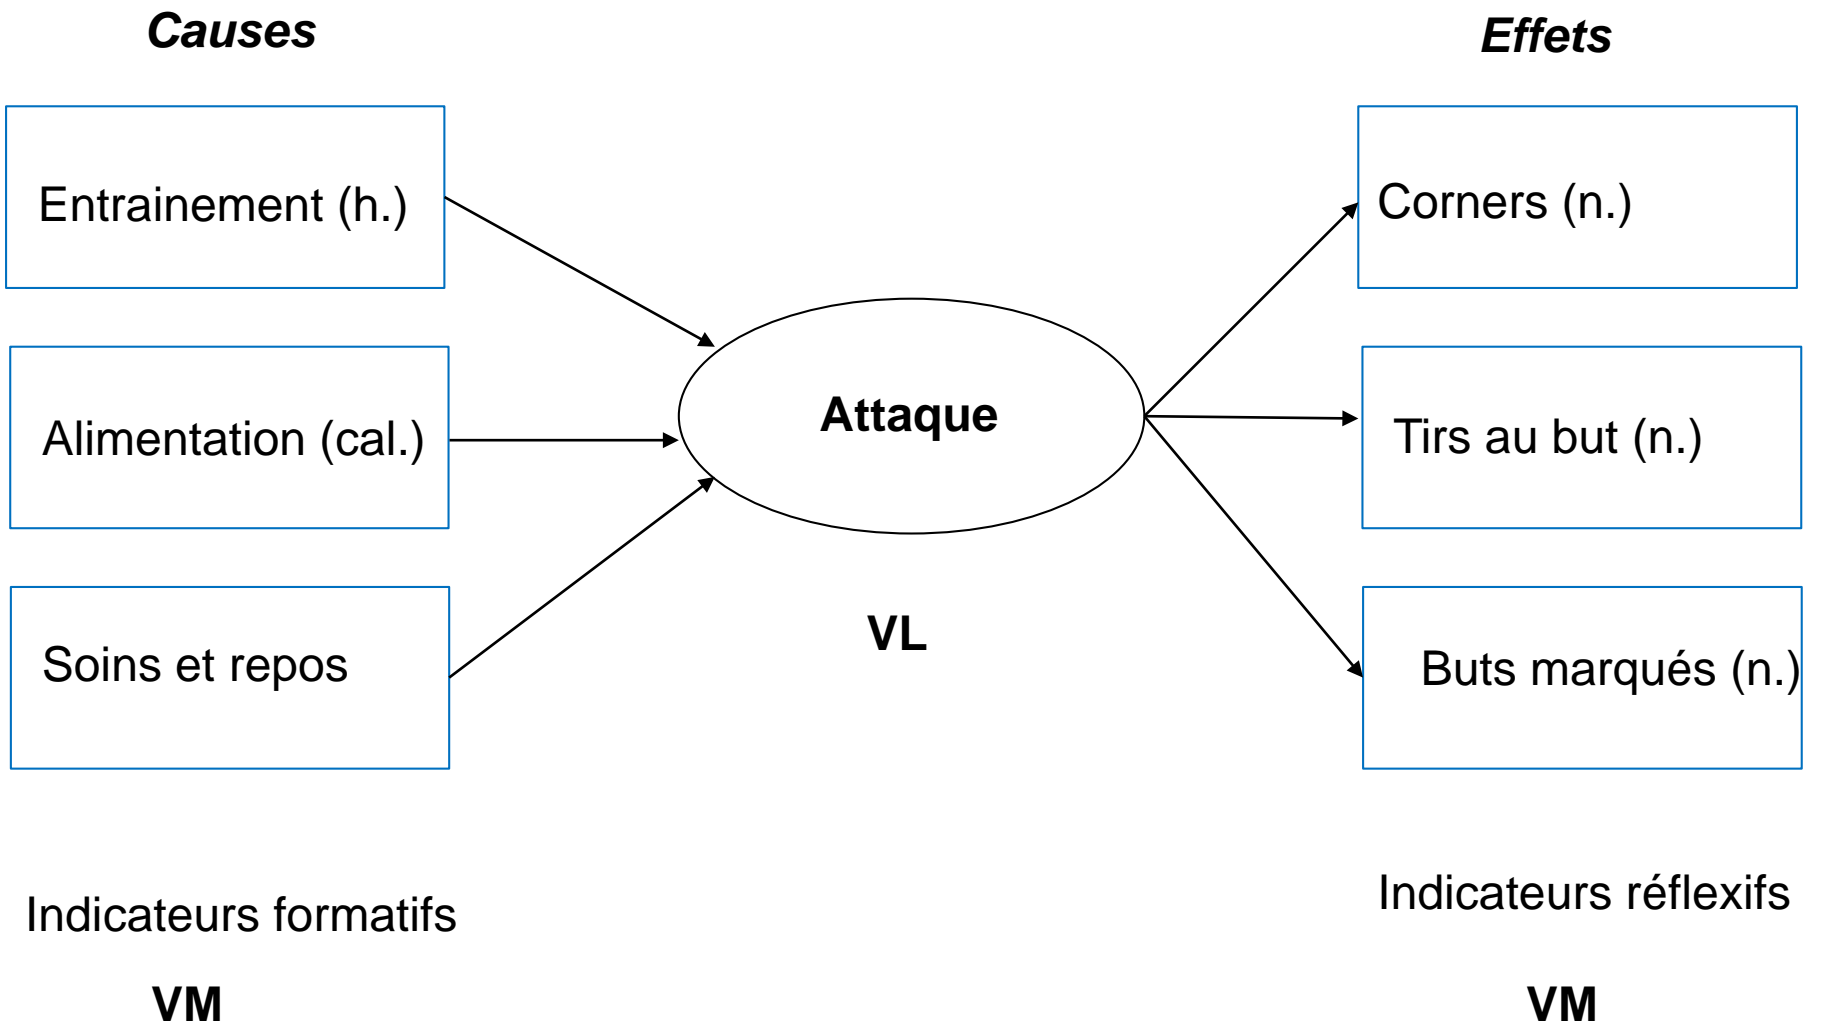 Causes
Effets
Entrainement (h.)
Corners (n.)
Alimentation (cal.)
Attaque
Tirs au but (n.)
VL
Soins et repos
Buts marqués (n.)
Indicateurs formatifs
Indicateurs réflexifs
VM
VM